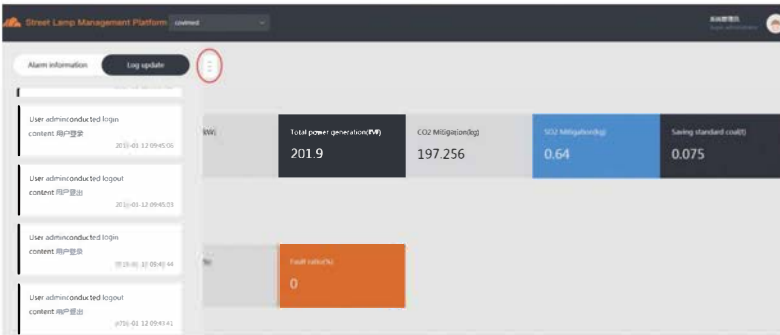 Street Lamp Management Platform
Alarm information
Log update
User adminconducted login
content 用户登录
09:45:06
User adminconducted logout
content 用户登出
User adminconducted login
content 用户登录
User adminconducted logout
content 用户登出
Total power generation
201.9
CO2 Mitigation(kg)
197.256
SO2 Mitigation(kg)
0.64
Saving standard coal(t)
0.075
Fault ratio(%)
0